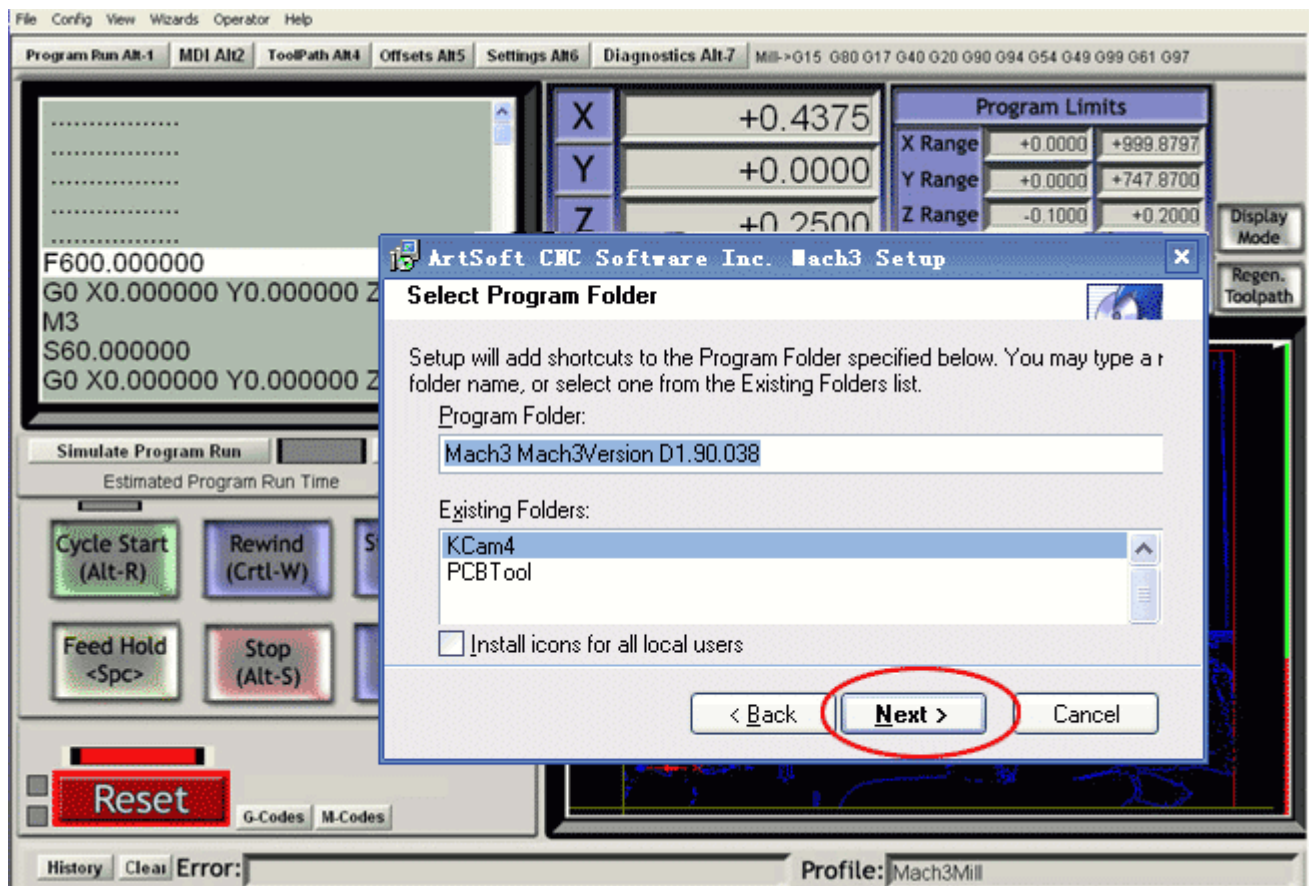 File Config View Wizards Operator Help
Program Run Alt-1 MDI Alt2 ToolPath Alt4 Offsets Alt5 Settings Alt6 Diagnostics Alt-7 Mill->G15 G80 G17 G40 G20 G90 G94 G54 G49 G99 G61 G97
................
................
................
................
................
F600.000000
G0 X0.000000 Y0.000000 Z
M3
S60.000000
G0 X0.000000 Y0.000000 Z
X +0.4375
Y +0.0000
Z +0.2500
Program Limits
X Range +0.0000 +999.8797
Y Range +0.0000 +747.8700
Z Range -0.1000 +0.2000
Display
Mode
Regen.
Toolpath
ArtSoft CNC Software Inc. Mach3 Setup
Select Program Folder
Setup will add shortcuts to the Program Folder specified below. You may type a
folder name, or select one from the Existing Folders list.
Program Folder:
Mach3 Mach3Version D1.90.038
Existing Folders:
KCam4
PCBTool
Install icons for all local users
< Back Next > Cancel
Simulate Program Run
Estimated Program Run Time
Cycle Start
(Alt-R)
Rewind
(Crtl-W)
Feed Hold
<Spc>
Stop
(Alt-S)
Reset
G-Codes M-Codes
History Clear Error:
Profile: Mach3Mill